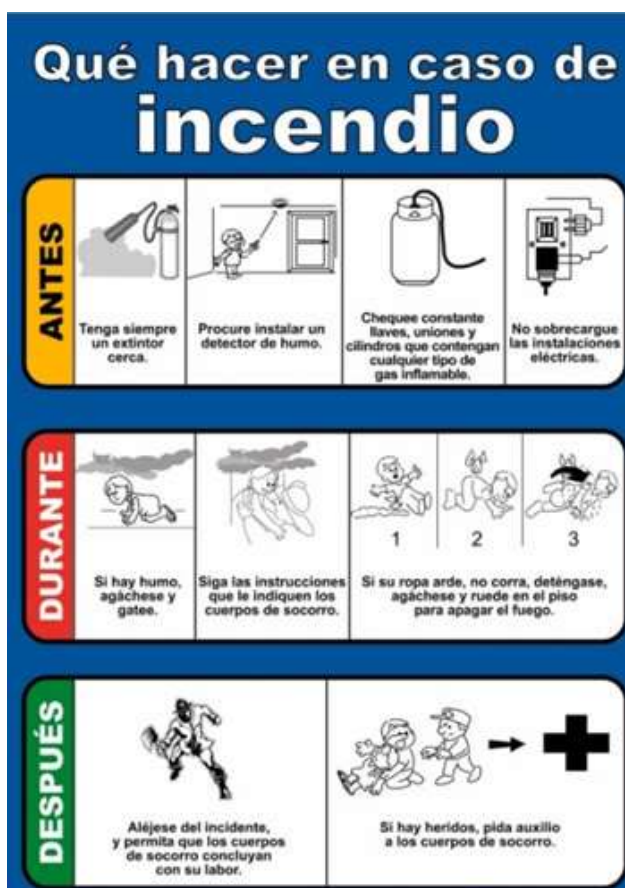 Qué hacer en caso de
incendio
ANTES
Tenga siempre
un extintor
cerca.
Procure instalar un
detector de humo.
Chequee constante
llaves, uniones y
cilindros que contengan
cualquier tipo de
gas inflamable.
No sobrecargue
las instalaciones
eléctricas.
DURANTE
Si hay humo,
agáchese y
gatee.
Siga las instrucciones
que le indiquen los
cuerpos de socorro.
1
2
3
Si su ropa arde, no corra, deténgase,
agáchese y ruede en el piso
para apagar el fuego.
DESPUÉS
Aléjese del incidente,
y permita que los cuerpos
de socorro concluyan
con su labor.
Si hay heridos, pida auxilio
a los cuerpos de socorro.